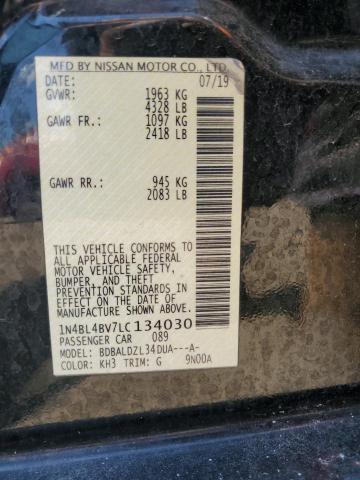 MFD BY NISSAN MOTOR CO., LTD.
DATE: 07/19
GVWR: 1963 KG
4328 LB
GAWR FR.: 1097 KG
2418 LB
GAWR RR.: 945 KG
2083 LB
THIS VEHICLE CONFORMS TO
ALL APPLICABLE FEDERAL
MOTOR VEHICLE SAFETY,
BUMPER, AND THEFT
PREVENTION STANDARDS
IN EFFECT ON THE DATE OF
MANUFACTURE SHOWN ABOVE.
1N4BL4BV7LC134030
PASSENGER CAR 089
MODEL: BDBALDZL34DUA---A-
COLOR: KH3 TRIM: G 9N00A